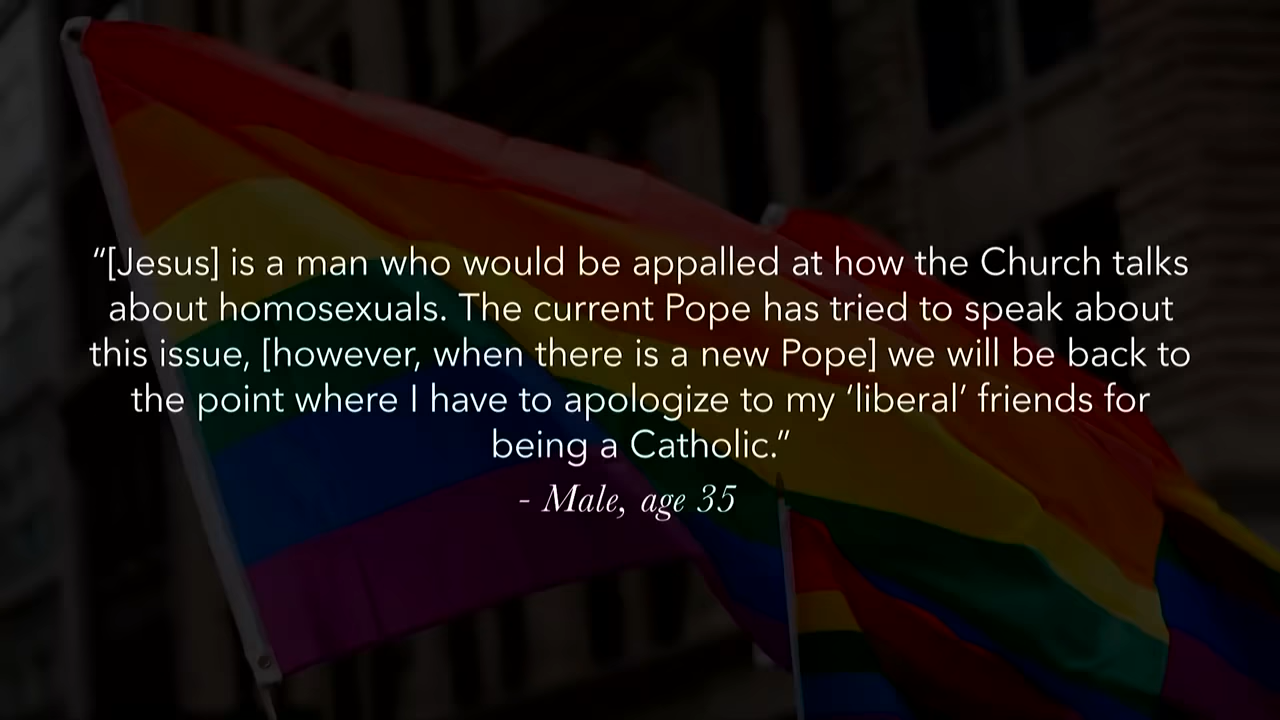 “[Jesus] is a man who would be appalled at how the Church talks
about homosexuals. The current Pope has tried to speak about
this issue, [however, when there is a new Pope] we will be back to
the point where I have to apologize to my ‘liberal’ friends for
being a Catholic.”
- Male, age 35